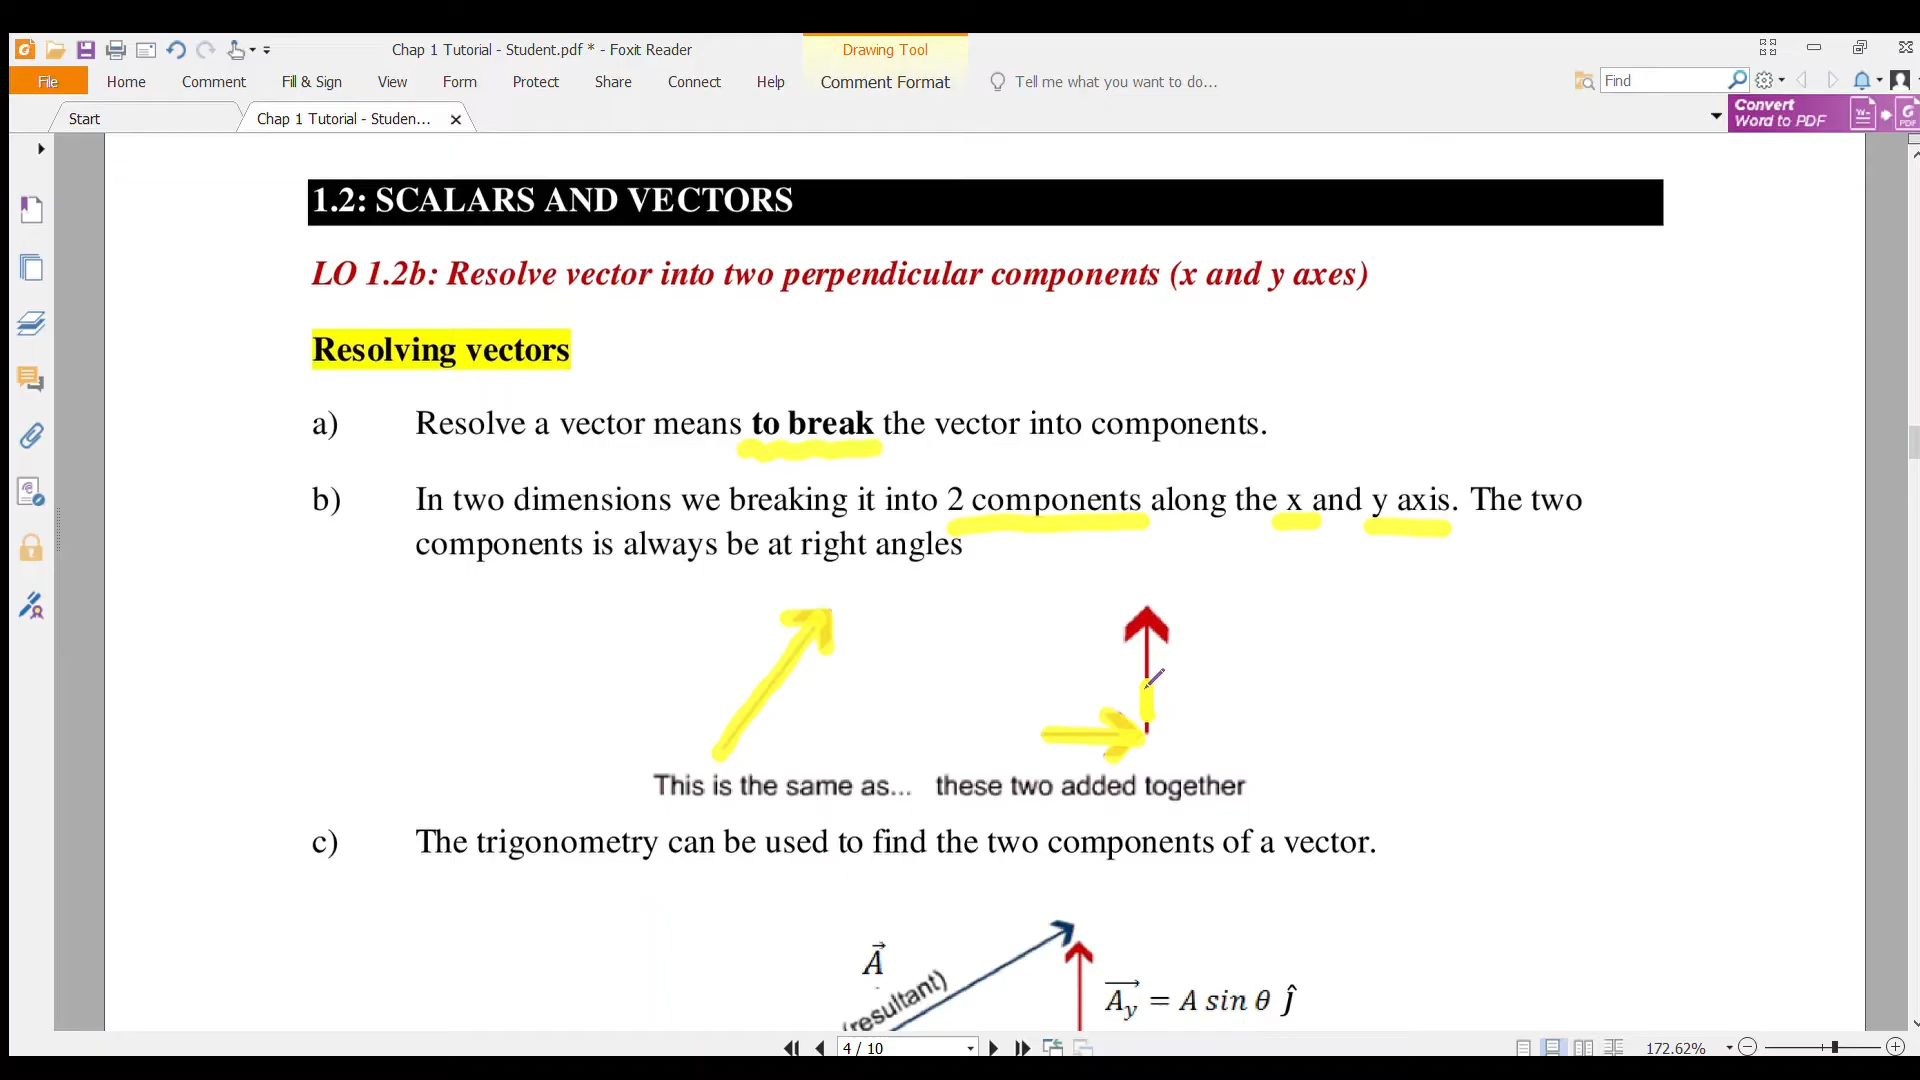 Chap 1 Tutorial - Student.pdf * - Foxit Reader
Drawing Tool
File Home Comment Fill & Sign View Form Protect Share Connect Help Comment Format Tell me what you want to do... Find
Start Chap 1 Tutorial - Studen...
Convert
Word to PDF
1.2: SCALARS AND VECTORS
LO 1.2b: Resolve vector into two perpendicular components (x and y axes)
Resolving vectors
a) Resolve a vector means to break the vector into components.
b) In two dimensions we breaking it into 2 components along the x and y axis. The two
components is always be at right angles
This is the same as... these two added together
c) The trigonometry can be used to find the two components of a vector.
A⃗
(resultant)
A_y⃗ = A sin θ ĵ
4 / 10
172.62%